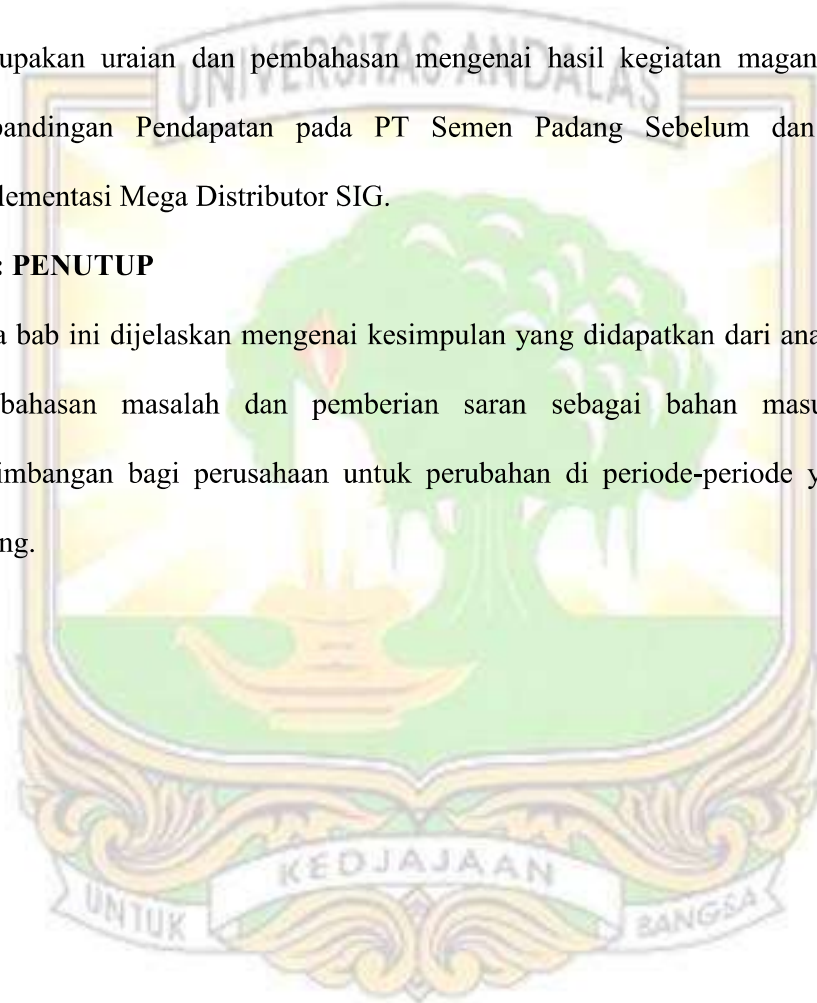 UNIVERSITAS ANDALAS
upakan uraian dan pembahasan mengenai hasil kegiatan magan
bandingan Pendapatan pada PT Semen Padang Sebelum dan
lementasi Mega Distributor SIG.
: PENUTUP
a bab ini dijelaskan mengenai kesimpulan yang didapatkan dari ana
bahasan masalah dan pemberian saran sebagai bahan masu
imbangan bagi perusahaan untuk perubahan di periode-periode y
ng.
UNTUK KEDJAJAAN BANGSA